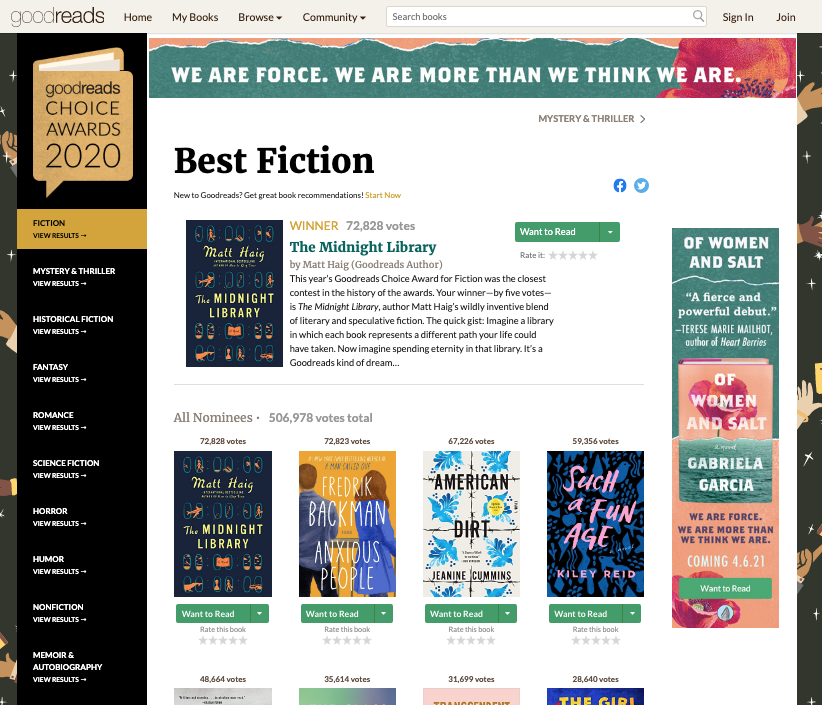 goodreads Home My Books Browse ▾ Community ▾ Search books Sign In Join
goodreads
CHOICE
AWARDS
2020
FICTION
VIEW RESULTS →
MYSTERY & THRILLER
VIEW RESULTS →
HISTORICAL FICTION
VIEW RESULTS →
FANTASY
VIEW RESULTS →
ROMANCE
VIEW RESULTS →
SCIENCE FICTION
VIEW RESULTS →
HORROR
VIEW RESULTS →
HUMOR
VIEW RESULTS →
NONFICTION
VIEW RESULTS →
MEMOIR &
AUTOBIOGRAPHY
VIEW RESULTS →
WE ARE FORCE. WE ARE MORE THAN WE THINK WE ARE.
MYSTERY & THRILLER >
Best Fiction
New to Goodreads? Get great book recommendations! Start Now
Matt Haig
The MIDNIGHT
LIBRARY
WINNER 72,828 votes
The Midnight Library
by Matt Haig (Goodreads Author)
This year's Goodreads Choice Award for Fiction was the closest
contest in the history of the awards. Your winner—by five votes—
is The Midnight Library, author Matt Haig's wildly inventive blend
of literary and speculative fiction. The quick gist: Imagine a library
in which each book represents a different path your life could
have taken. Now imagine spending eternity in that library. It's a
Goodreads kind of dream...
Want to Read
Rate it:
All Nominees · 506,978 votes total
72,828 votes 72,823 votes 67,226 votes 59,356 votes
Matt Haig
The MIDNIGHT
LIBRARY
A MAN CALLED OVE
FREDRIK
BACKMAN
ANXIOUS
PEOPLE
AMERICAN
DIRT
JEANINE CUMMINS
SUCH
a FUN
AGE
KILEY REID
Want to Read Want to Read Want to Read Want to Read
Rate this book Rate this book Rate this book Rate this book
48,664 votes 35,614 votes 31,699 votes 28,640 votes
TRANSCENDENT
THE GIRL
OF WOMEN
AND SALT
“A fierce and
powerful debut.”
—TERESE MARIE MAILHOT,
author of Heart Berries
OF
WOMEN
AND SALT
a novel
GABRIELA
GARCIA
WE ARE FORCE.
WE ARE MORE THAN
WE THINK WE ARE.
COMING 4.6.21
Want to Read